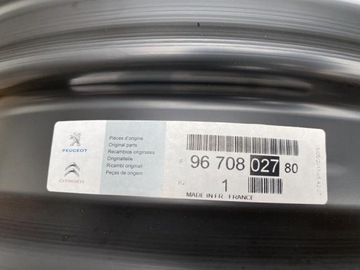 PEUGEOT
CITROËN
Pièces d'origine
Original parts
Recambios originales
Originalteile
Ricambi originali
Peças de origem
96 708 027 80
1
MADE IN FR. FRANCE